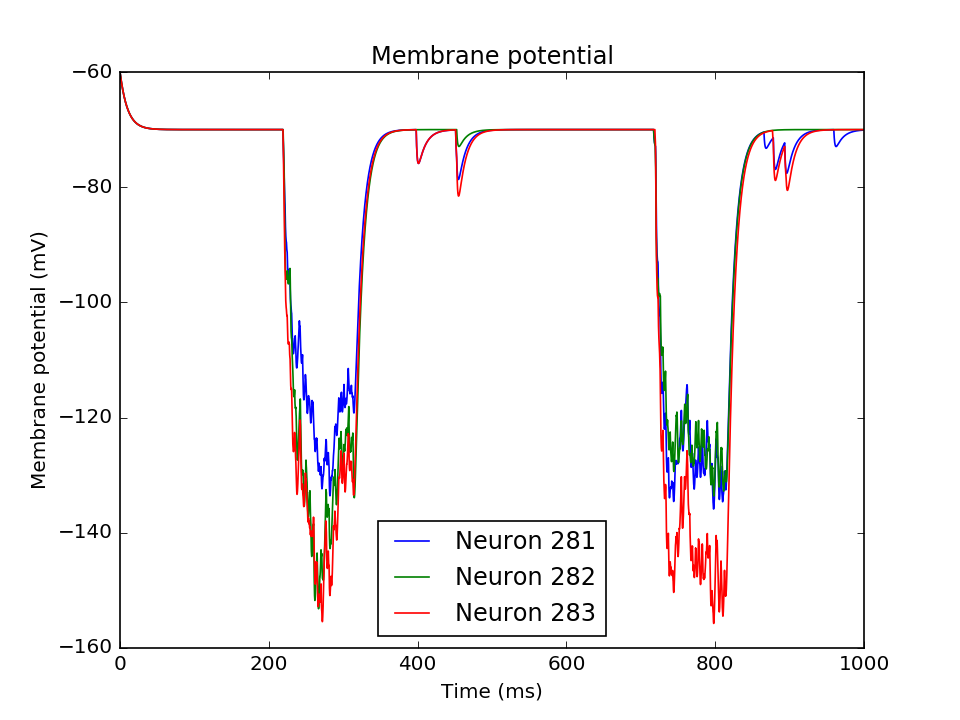 Membrane potential
−60
−80
−100
−120
−140
−160
Membrane potential (mV)
Neuron 281
Neuron 282
Neuron 283
0 200 400 600 800 1000
Time (ms)